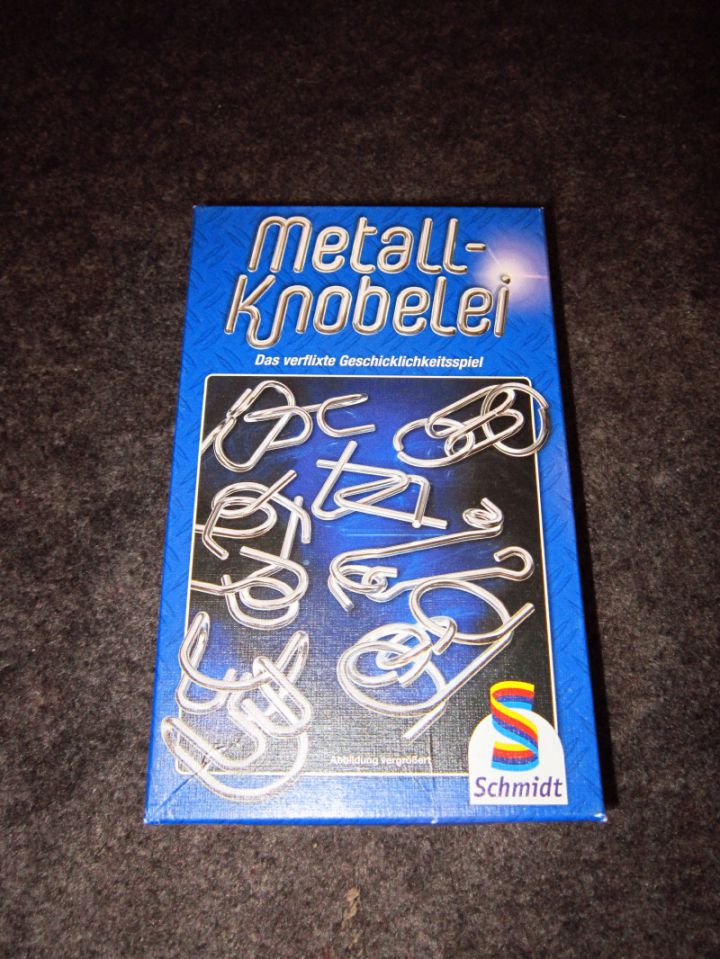 Metall-
Knobelei
Das verflixte Geschicklichkeitsspiel
Abbildung vergrößert
Schmidt